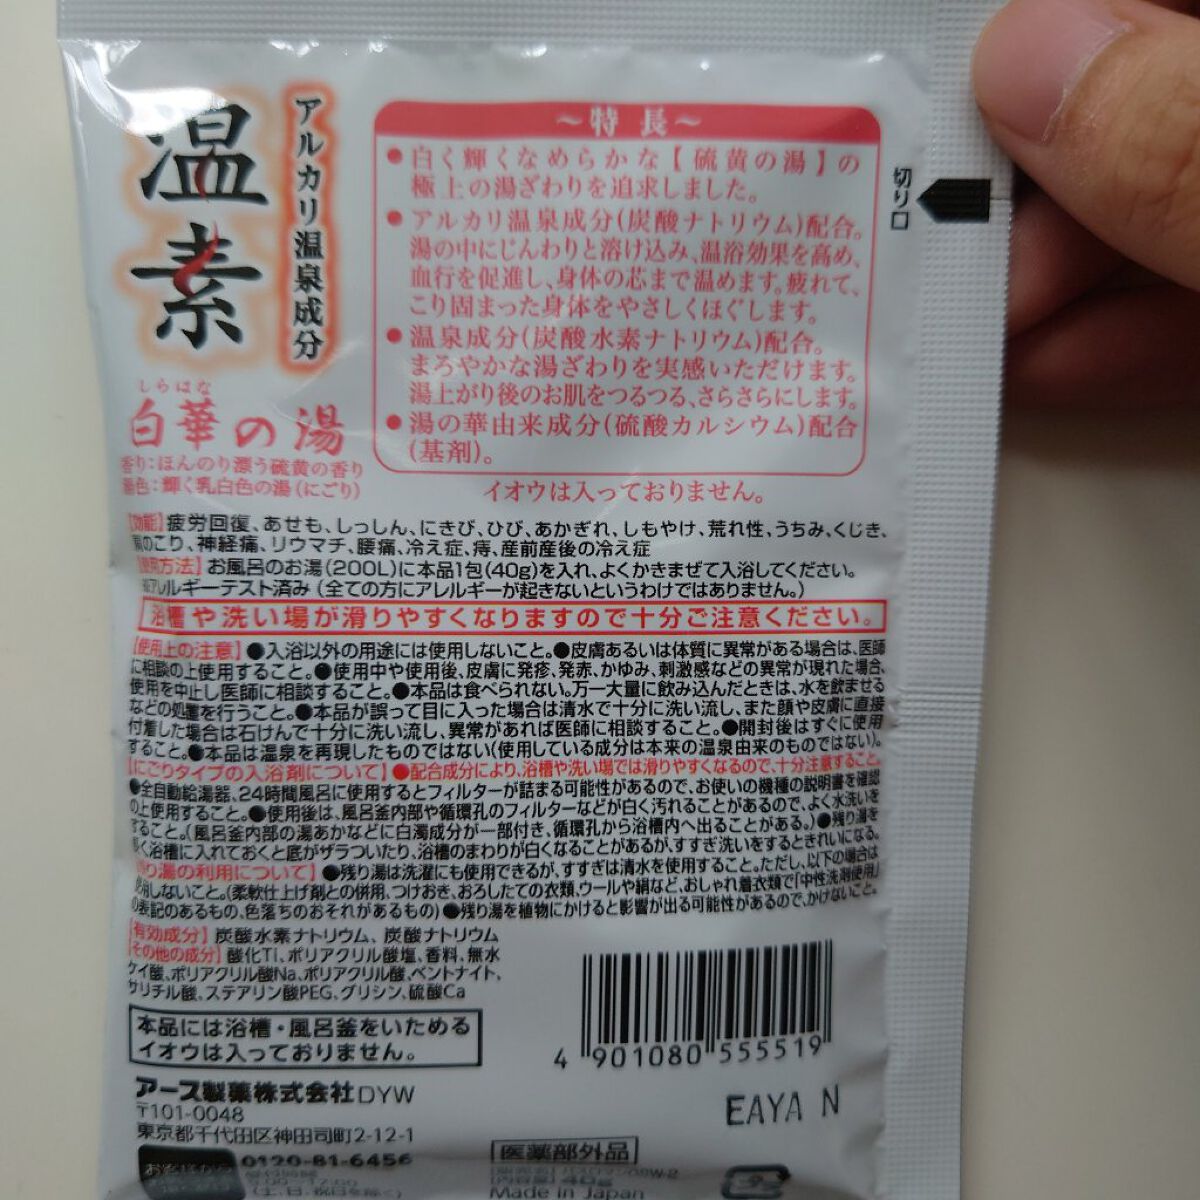 アルカリ温泉成分
温素
しらはな
白華の湯
香り:ほんのり漂う硫黄の香り
湯色:輝く乳白色の湯(にごり)
~特長~
●白く輝くなめらかな【硫黄の湯】の
極上の湯ざわりを追求しました。
●アルカリ温泉成分(炭酸ナトリウム)配合。
湯の中にじんわりと溶け込み、温浴効果を高め、
血行を促進し、身体の芯まで温めます。疲れて、
こり固まった身体をやさしくほぐします。
●温泉成分(炭酸水素ナトリウム)配合。
まろやかな湯ざわりを実感いただけます。
湯上がり後のお肌をつるつる、さらさらにします。
●湯の華由来成分(硫酸カルシウム)配合
(基剤)。
イオウは入っておりません。
切り口
【効能】疲労回復、あせも、しっしん、にきび、ひび、あかぎれ、しもやけ、荒れ性、うちみ、くじき、
肩のこり、神経痛、リウマチ、腰痛、冷え症、痔、産前産後の冷え症
【使用方法】お風呂のお湯(200L)に本品1包(40g)を入れ、よくかきまぜて入浴してください。
アレルギーテスト済み(全ての方にアレルギーが起きないというわけではありません。)
浴槽や洗い場が滑りやすくなりますので十分ご注意ください。
【使用上の注意】●入浴以外の用途には使用しないこと。●皮膚あるいは体質に異常がある場合は、医師
に相談の上使用すること。●使用中や使用後、皮膚に発疹、発赤、かゆみ、刺激感などの異常が現れた場合、
使用を中止し医師に相談すること。●本品は食べられない。万一大量に飲み込んだときは、水を飲ませる
などの処置を行うこと。●本品が誤って目に入った場合は清水で十分に洗い流し、また顔や皮膚に直接
付着した場合は石けんで十分に洗い流し、異常があれば医師に相談すること。●開封後はすぐに使用
すること。●本品は温泉を再現したものではない(使用している成分は本来の温泉由来のものではない)。
【にごりタイプの入浴剤について】●配合成分により、浴槽や洗い場では滑りやすくなるので、十分注意すること。
●全自動給湯器、24時間風呂に使用するとフィルターが詰まる可能性があるので、お使いの機種の説明書を確認
の上使用すること。●使用後は、風呂釜内部や循環孔のフィルターなどが白く汚れることがあるので、よく水洗いを
すること。(風呂釜内部の湯あかなどに白濁成分が一部付き、循環孔から浴槽内へ出ることがある。)●残り湯を
長く浴槽に入れておくと底がザラついたり、浴槽のまわりが白くなることがあるが、すすぎ洗いをするときれいになる。
【残り湯の利用について】●残り湯は洗濯にも使用できるが、すすぎは清水を使用すること。ただし、以下の場合は
使用しないこと。(柔軟仕上げ剤との併用、つけおき、おろしたての衣類、ウールや絹など、おしゃれ着衣類で「中性洗剤使用」
の表記のあるもの、色落ちのおそれがあるもの)●残り湯を植物にかけると影響が出る可能性があるので、かけないこと。
【有効成分】炭酸水素ナトリウム、炭酸ナトリウム
【その他の成分】酸化Ti、ポリアクリル酸塩、香料、無水
ケイ酸、ポリアクリル酸Na、ポリアクリル酸、ベントナイト、
サリチル酸、ステアリン酸PEG、グリシン、硫酸Ca
本品には浴槽・風呂釜をいためる
イオウは入っておりません。
4 901080 555519
アース製薬株式会社DYW
〒101-0048
東京都千代田区神田司町2-12-1
0120-81-6456
EAYA N
医薬部外品
40g
Made in Japan